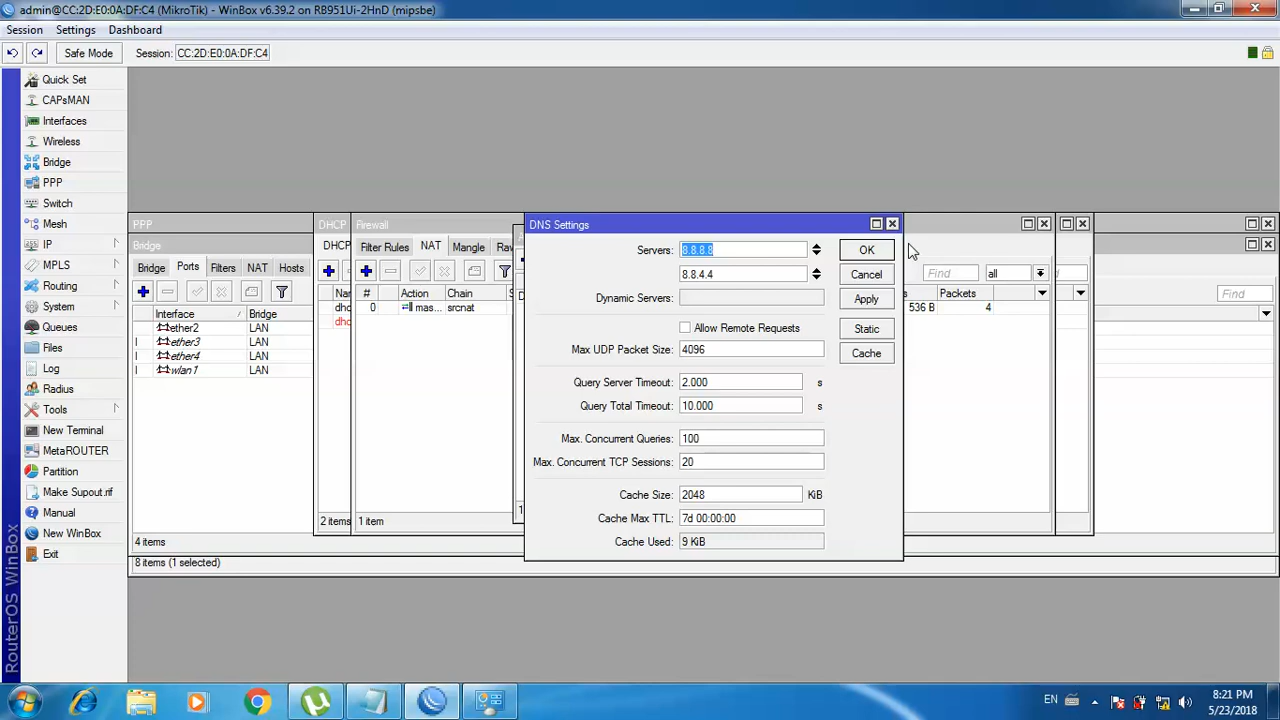 admin@CC:2D:E0:0A:DF:C4 (MikroTik) - WinBox v6.39.2 on RB951Ui-2HnD (mipsbe)
Session Settings Dashboard
Safe Mode Session: CC:2D:E0:0A:DF:C4
Quick Set
CAPsMAN
Interfaces
Wireless
Bridge
PPP
Switch
Mesh
IP
MPLS
Routing
System
Queues
Files
Log
Radius
Tools
New Terminal
MetaROUTER
Partition
Make Supout.rif
Manual
New WinBox
Exit
RouterOS WinBox
PPP
Bridge
Bridge Ports Filters NAT Hosts
Interface Bridge
ether2 LAN
I ether3 LAN
I ether4 LAN
I wlan1 LAN
4 items
8 items (1 selected)
DHCP
DHCP
Na
dhc
dhc
2 items
Firewall
Filter Rules NAT Mangle Rav
# Action Chain S
0 mas... srcnat
1 item
Find all
Packets
536 B 4
Find
DNS Settings
Servers: 8.8.8.8
8.8.4.4
Dynamic Servers:
Allow Remote Requests
Max UDP Packet Size: 4096
Query Server Timeout: 2.000 s
Query Total Timeout: 10.000 s
Max. Concurrent Queries: 100
Max. Concurrent TCP Sessions: 20
Cache Size: 2048 KiB
Cache Max TTL: 7d 00:00:00
Cache Used: 9 KiB
OK
Cancel
Apply
Static
Cache
EN
8:21 PM
5/23/2018